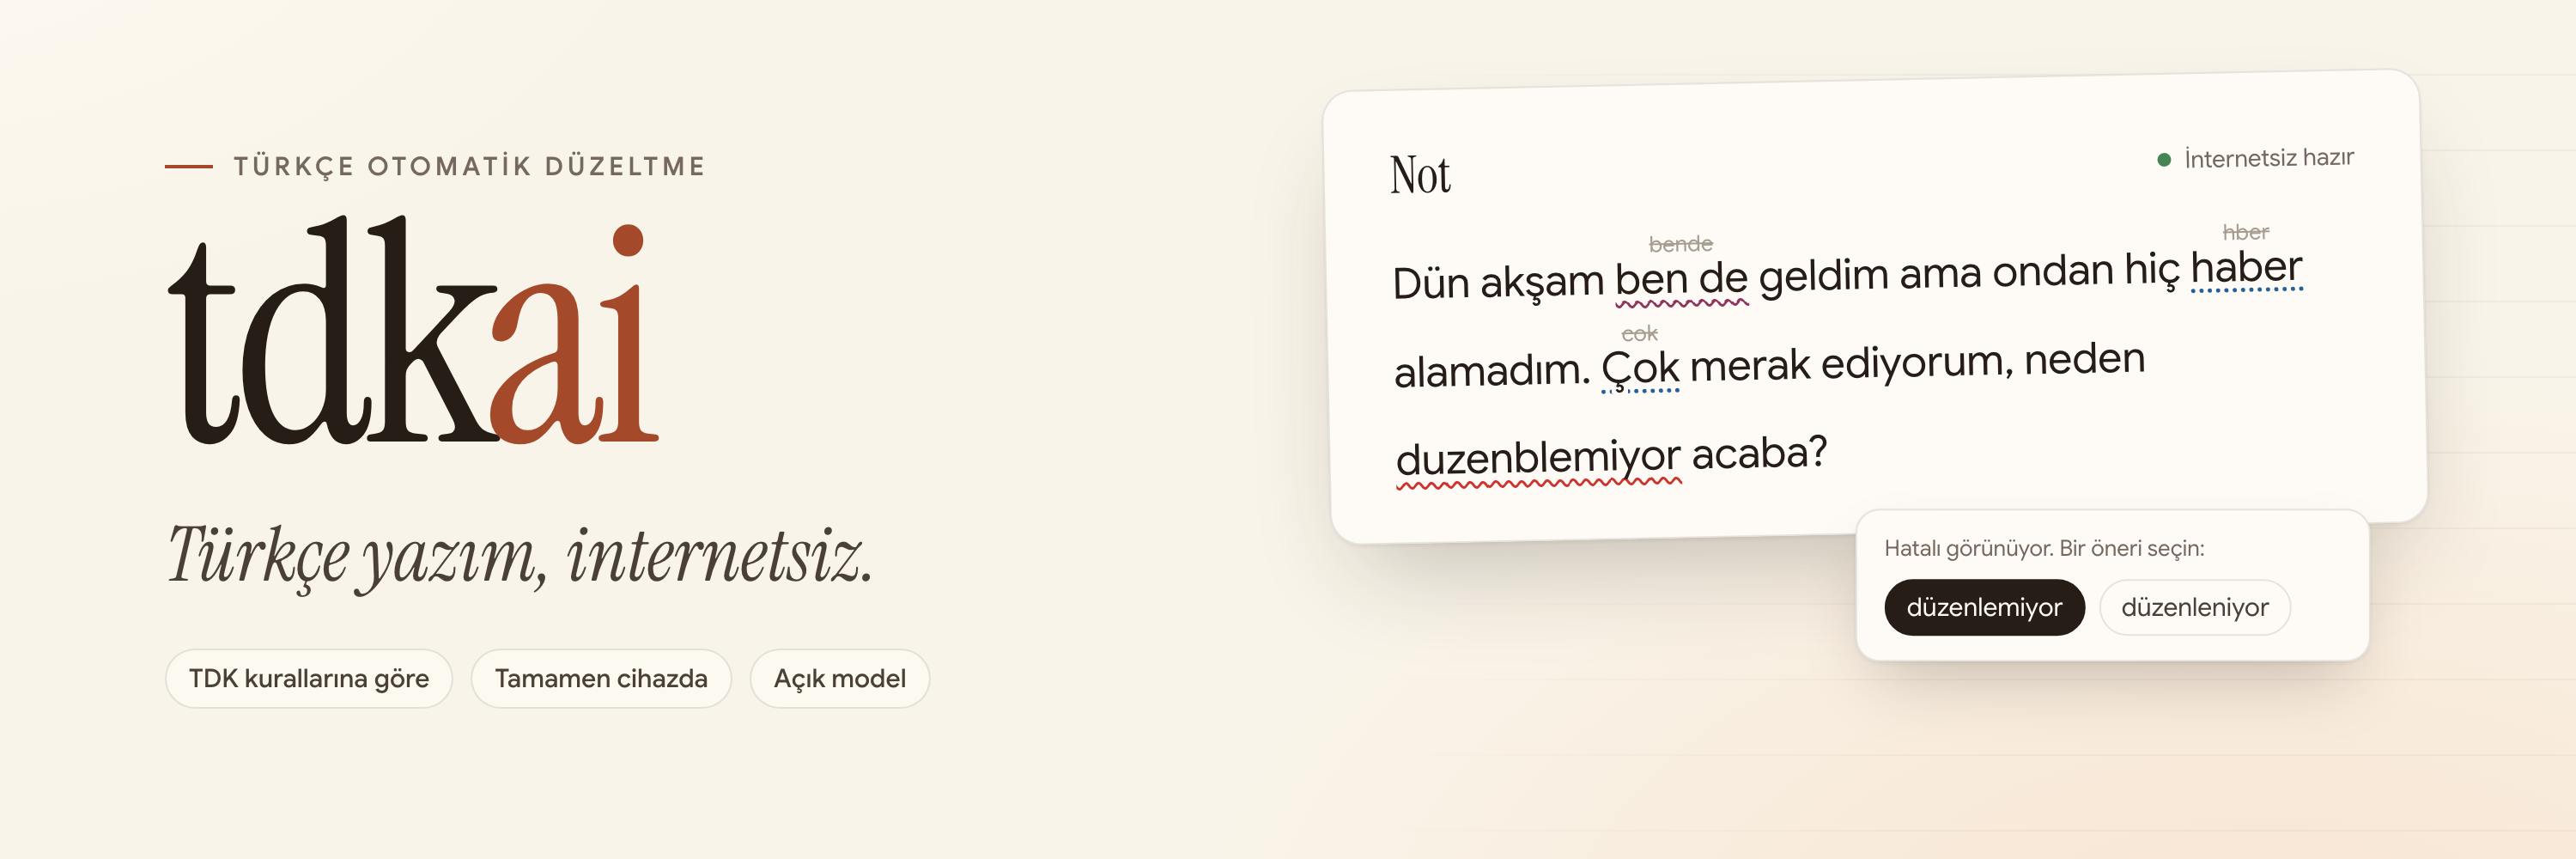 TÜRKÇE OTOMATİK DÜZELTME
tdkai
Türkçe yazım, internetsiz.
TDK kurallarına göre
Tamamen cihazda
Açık model
Not
İnternetsiz hazır
bende
hber
Dün akşam ben de geldim ama ondan hiç haber
cok
alamadım. Çok merak ediyorum, neden
duzenblemiyor acaba?
Hatalı görünüyor. Bir öneri seçin:
düzenlemiyor
düzenleniyor